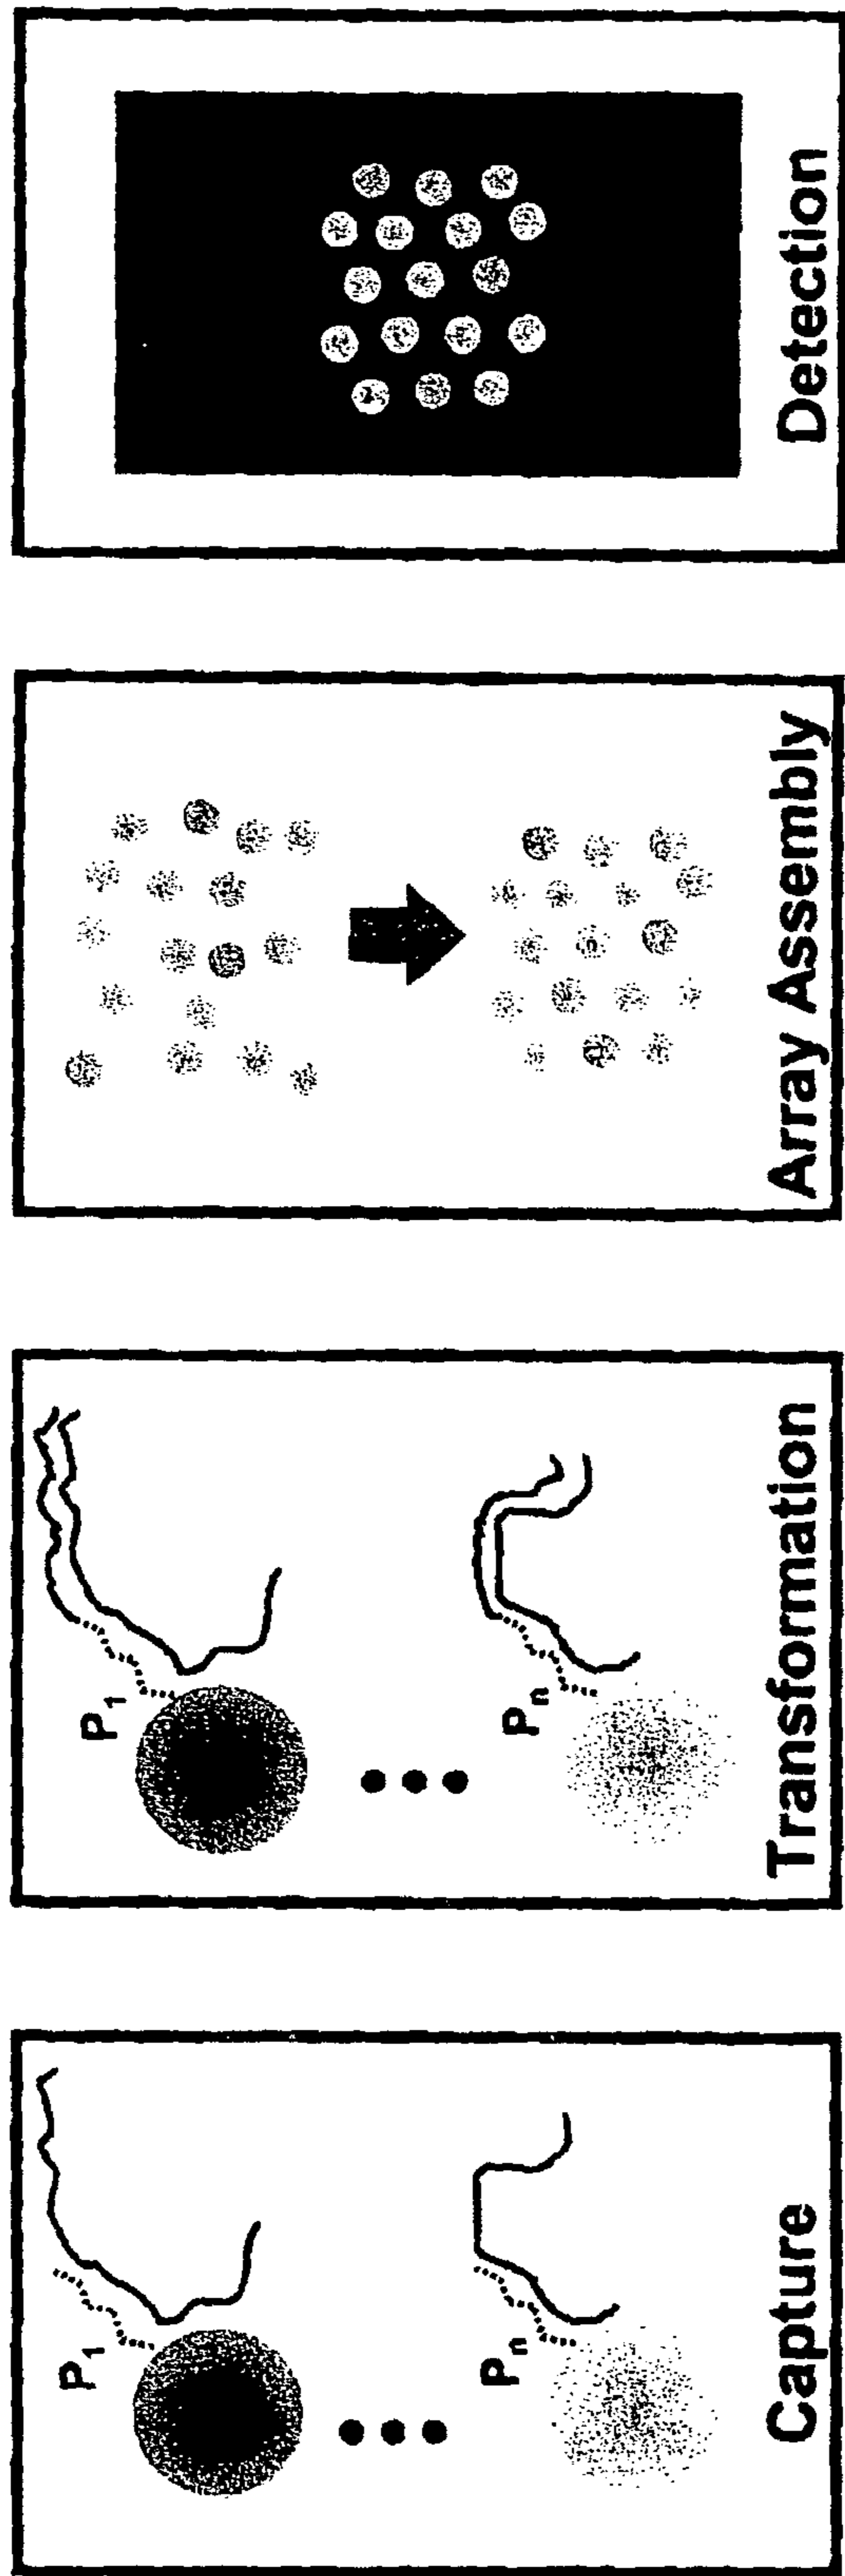 P1
Pn
Capture
P1
Pn
Transformation
Array Assembly
Detection